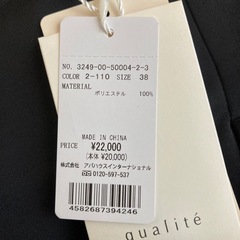 NO. 3249-00-50004-2-3
COLOR 2-110 SIZE 38
MATERIAL
ポリエステル 100%
MADE IN CHINA
PRICE ¥22,000
(本体 ¥20,000)
株式会社 アバハウスインターナショナル
0120-597-537
4582687394246
qualité